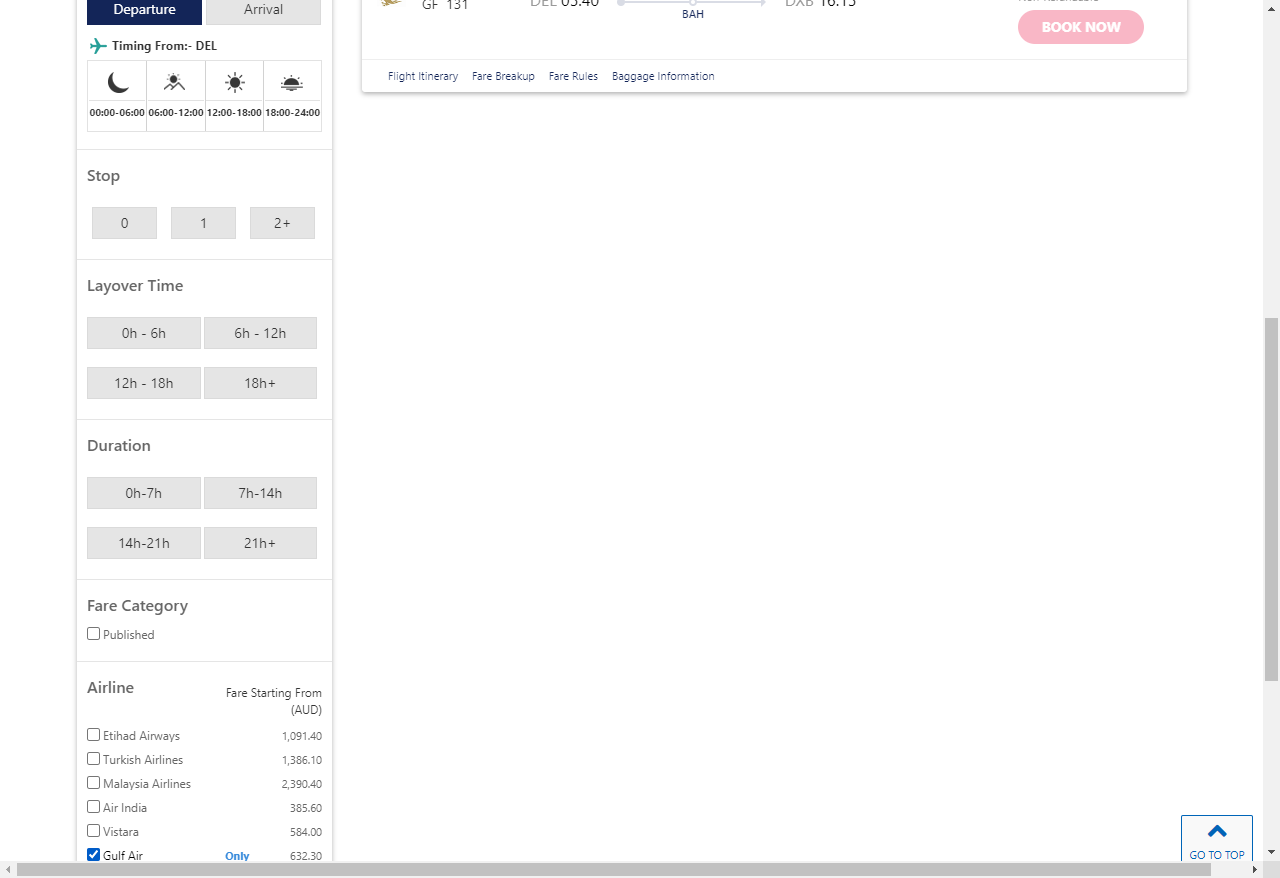 Departure
Arrival
Timing From:- DEL
00:00-06:00 06:00-12:00 12:00-18:00 18:00-24:00
Stop
0
1
2+
Layover Time
0h - 6h
6h - 12h
12h - 18h
18h+
Duration
0h-7h
7h-14h
14h-21h
21h+
Fare Category
Published
Airline
Fare Starting From
(AUD)
Etihad Airways 1,091.40
Turkish Airlines 1,386.10
Malaysia Airlines 2,390.40
Air India 385.60
Vistara 584.00
Gulf Air Only 632.30
GF 131
DEL 05:40
BAH
DXB 16:15
BOOK NOW
Flight Itinerary Fare Breakup Fare Rules Baggage Information
GO TO TOP